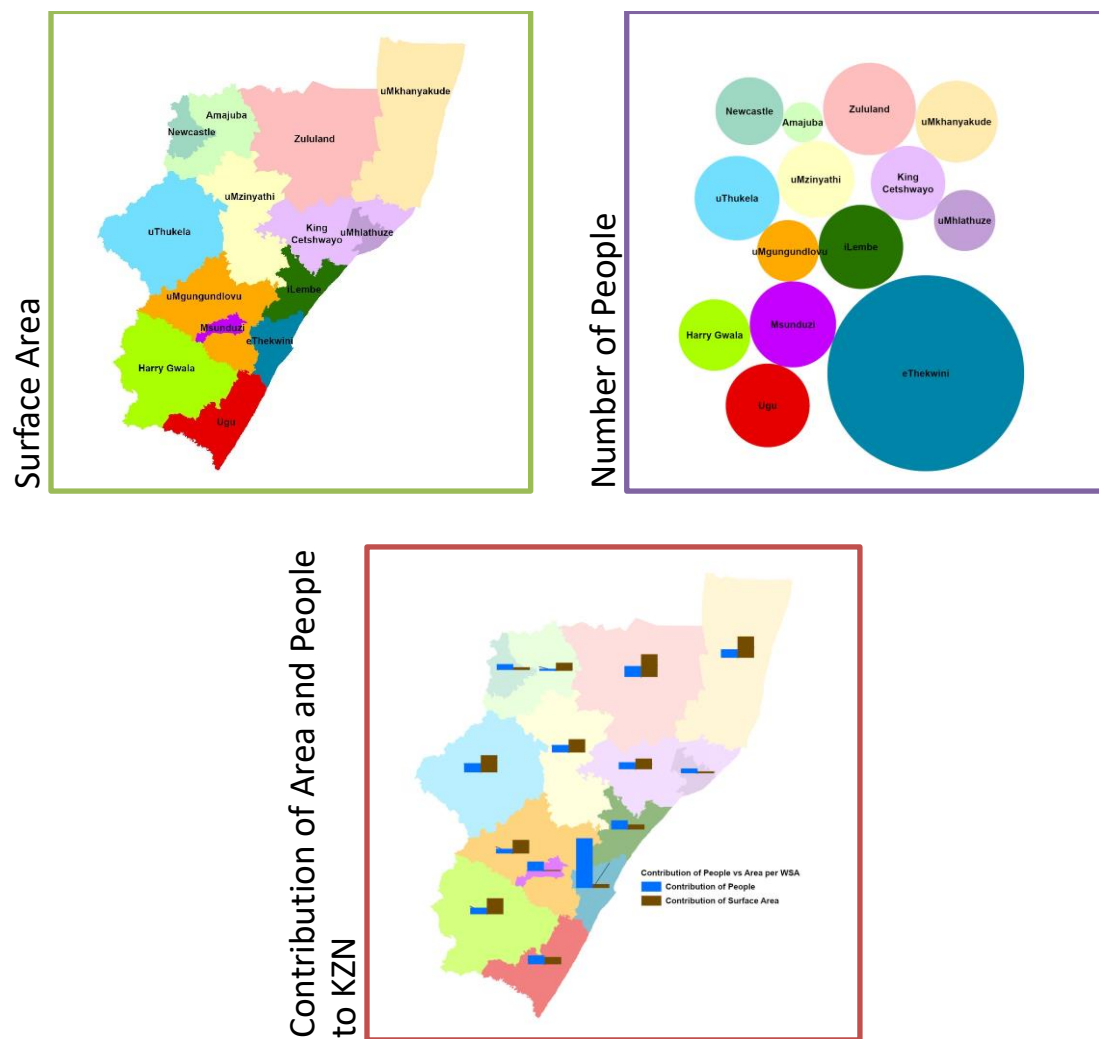 Surface Area
uMkhanyakude
Amajuba
Newcastle
Zululand
uMzinyathi
uThukela
King
Cetshwayo
uMhlathuze
uMgungundlovu
iLembe
Msunduzi
eThekwini
Harry Gwala
Ugu
Number of People
Newcastle
Amajuba
Zululand
uMkhanyakude
uThukela
uMzinyathi
King
Cetshwayo
uMhlathuze
uMgungundlovu
iLembe
Harry Gwala
Msunduzi
eThekwini
Ugu
Contribution of Area and People
to KZN
Contribution of People vs Area per WSA
Contribution of People
Contribution of Surface Area